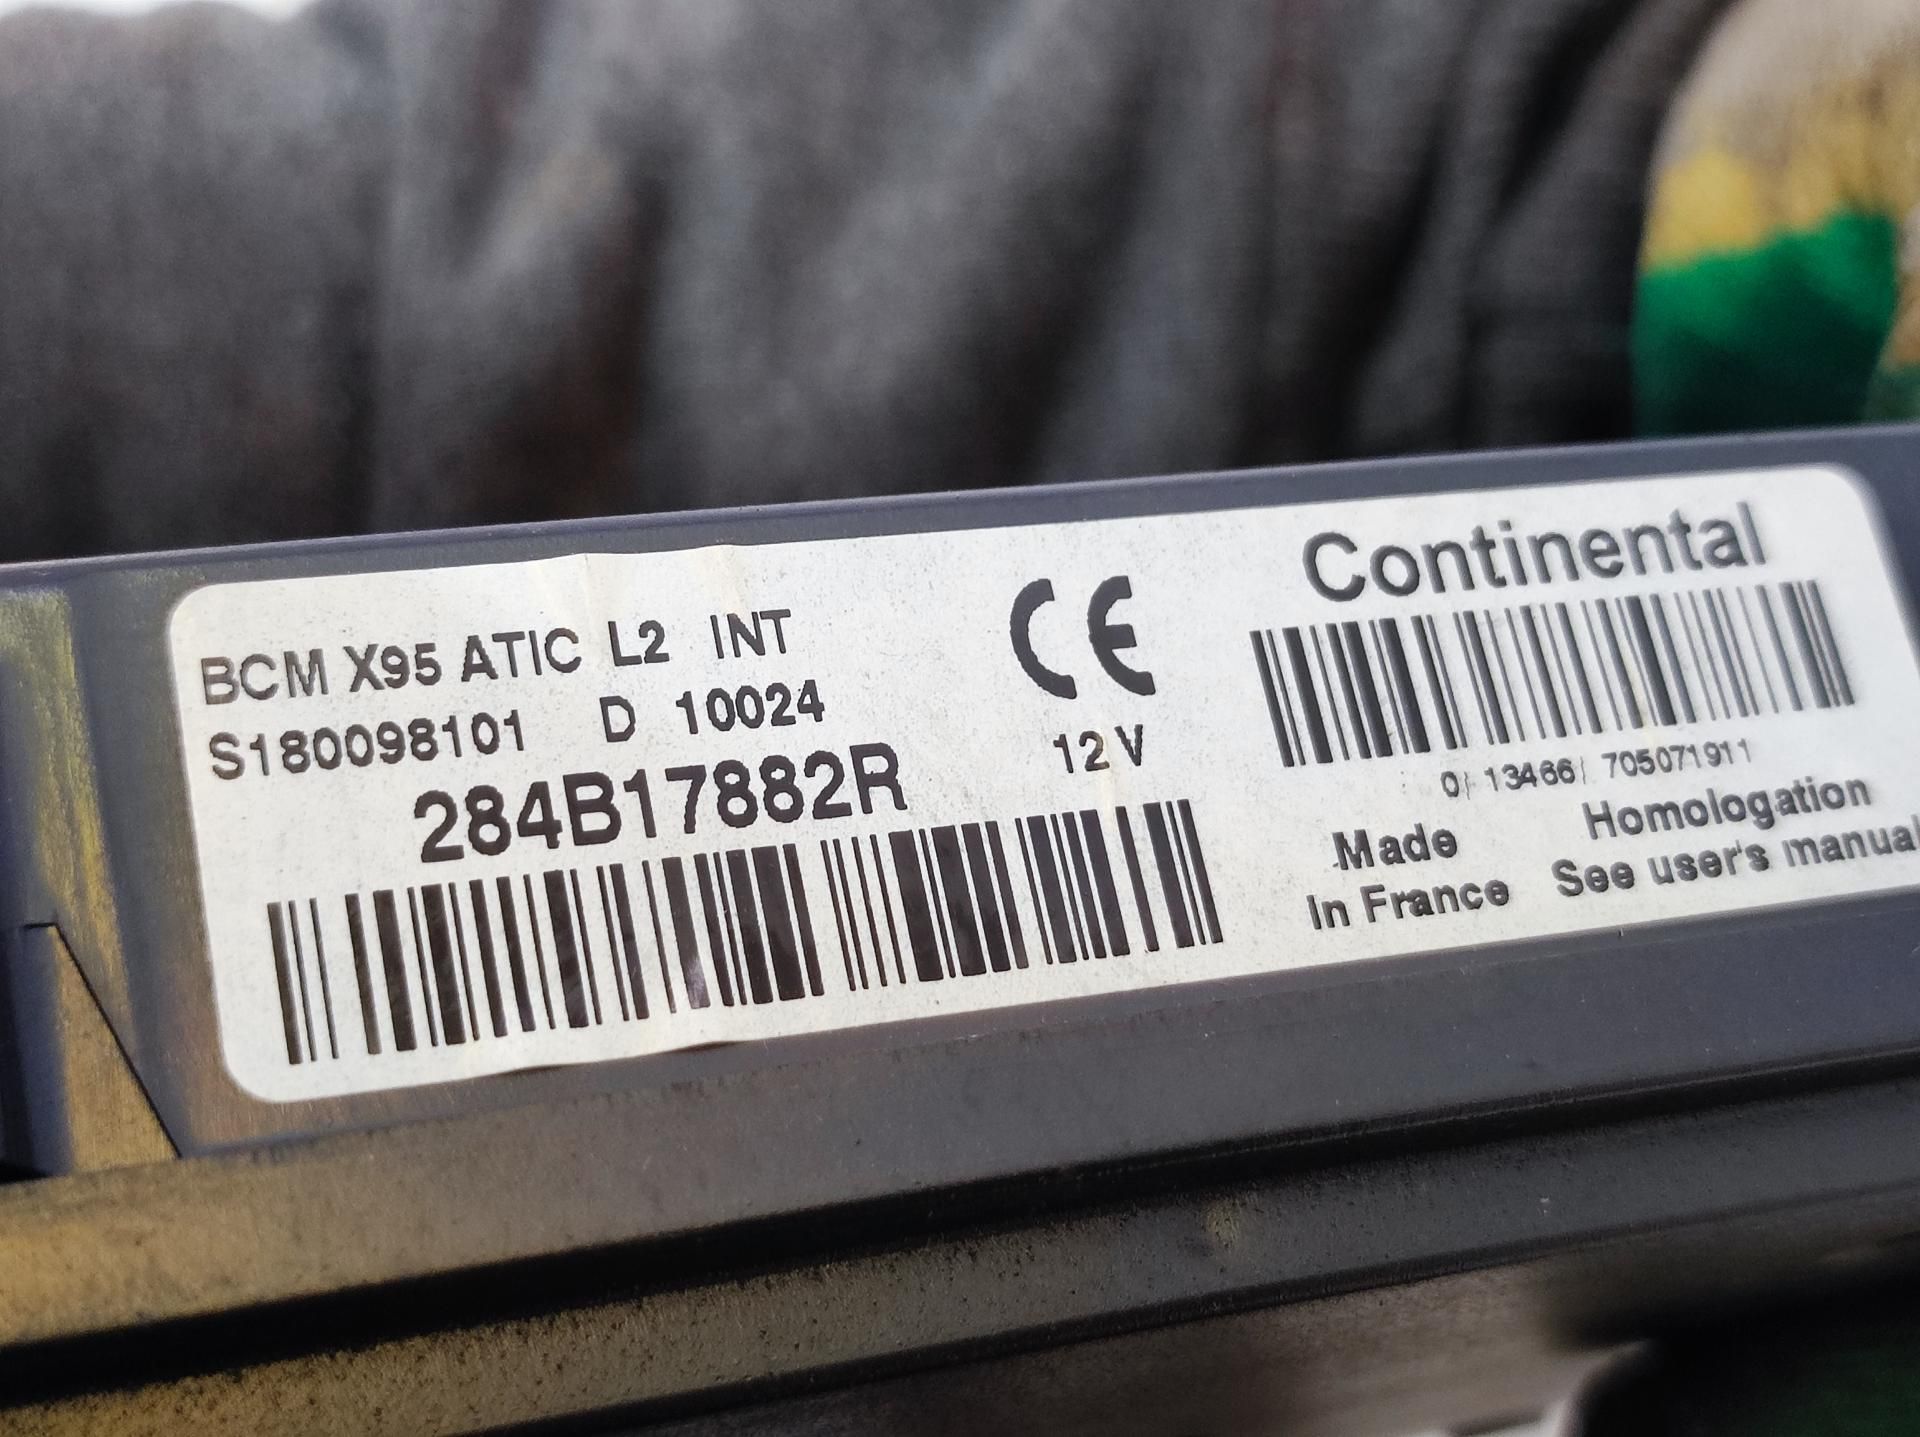 BCM X95 ATIC L2 INT
S180098101 D 10024
284B17882R
CE
12 V
Continental
0/ 13466/ 705071911
Made
In France
Homologation
See user's manual